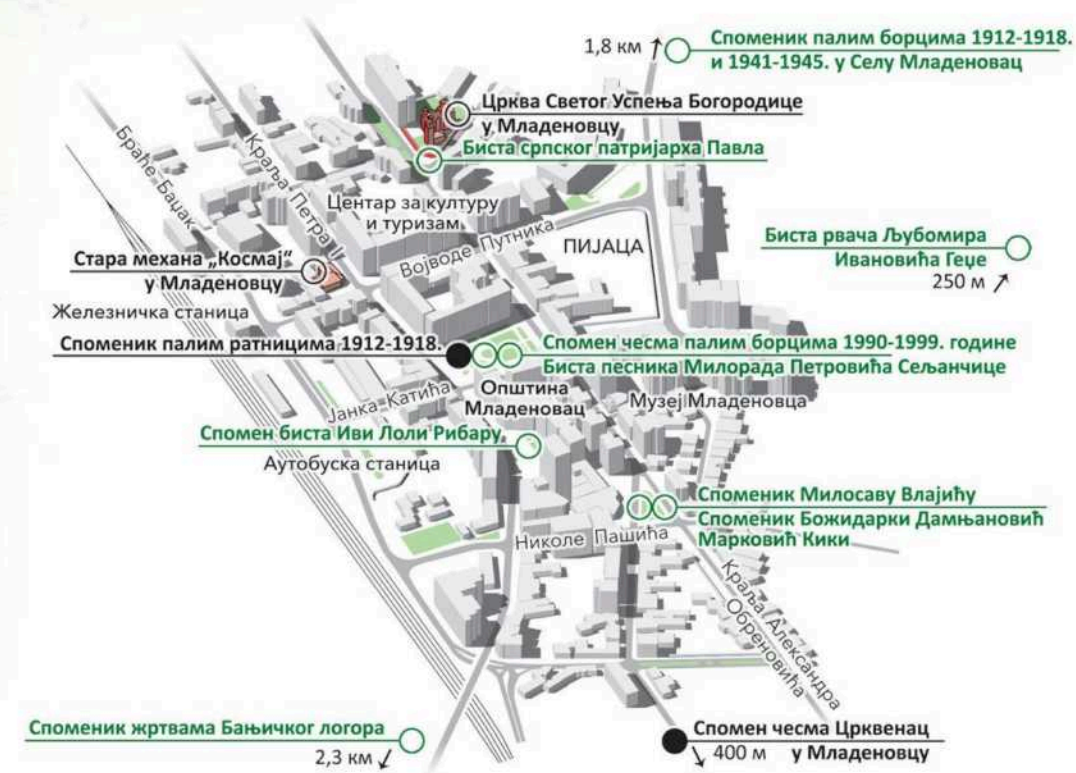 1,8 км
Споменик палим борцима 1912-1918.
и 1941-1945. у Селу Младеновац
Црква Светог Успења Богородице
у Младеновцу
Биста српског патријарха Павла
Браће Баџак
Краља Петра II
Центар за културу
и туризам
Војводе Путника
ПИЈАЦА
Биста рвача Љубомира
Ивановића Геџе
250 м
Стара механа „Космај“
у Младеновцу
Железничка станица
Споменик палим ратницима 1912-1918.
Спомен чесма палим борцима 1990-1999. године
Биста песника Милорада Петровића Сељанчице
Јанка Катића
Општина
Младеновац
Музеј Младеновца
Спомен биста Иви Лоли Рибару
Аутобуска станица
Споменик Милосаву Влајићу
Споменик Божидарки Дамњановић
Марковић Кики
Николе Пашића
Краља Александра
Обреновића
Споменик жртвама Бањичког логора
2,3 км
Спомен чесма Црквенац
400 м у Младеновцу